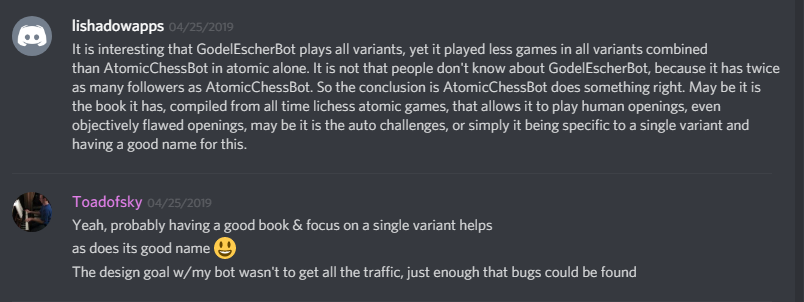 lishadowapps 04/25/2019
It is interesting that GodelEscherBot plays all variants, yet it played less games in all variants combined
than AtomicChessBot in atomic alone. It is not that people don't know about GodelEscherBot, because it has twice
as many followers as AtomicChessBot. So the conclusion is AtomicChessBot does something right. May be it is
the book it has, compiled from all time lichess atomic games, that allows it to play human openings, even
objectively flawed openings, may be it is the auto challenges, or simply it being specific to a single variant and
having a good name for this.
Toadofsky 04/25/2019
Yeah, probably having a good book & focus on a single variant helps
as does its good name 😃
The design goal w/my bot wasn't to get all the traffic, just enough that bugs could be found